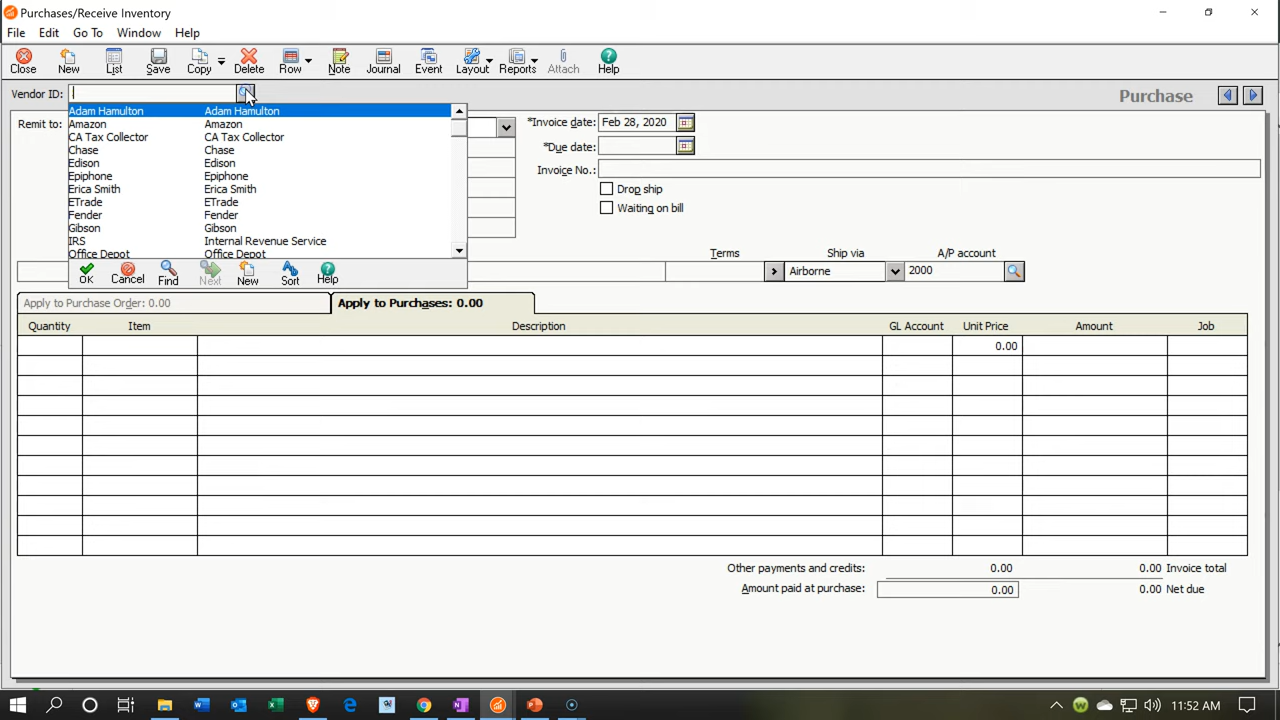 Purchases/Receive Inventory
File Edit Go To Window Help
Close New List Save Copy Delete Row Note Journal Event Layout Reports Attach Help
Vendor ID: Purchase
Adam Hamulton Adam Hamulton
Remit to: *Invoice date: Feb 28, 2020
Amazon Amazon
CA Tax Collector CA Tax Collector
*Due date:
Chase Chase
Edison Edison
Invoice No.:
Epiphone Epiphone
Erica Smith Erica Smith
Drop ship
ETrade ETrade
Waiting on bill
Fender Fender
Gibson Gibson
IRS Internal Revenue Service
Office Depot Office Depot
Terms Ship via A/P account
Airborne 2000
OK Cancel Find Next New Sort Help
Apply to Purchase Order: 0.00 Apply to Purchases: 0.00
Quantity Item Description GL Account Unit Price Amount Job
0.00
Other payments and credits: 0.00 0.00 Invoice total
Amount paid at purchase: 0.00 0.00 Net due
11:52 AM